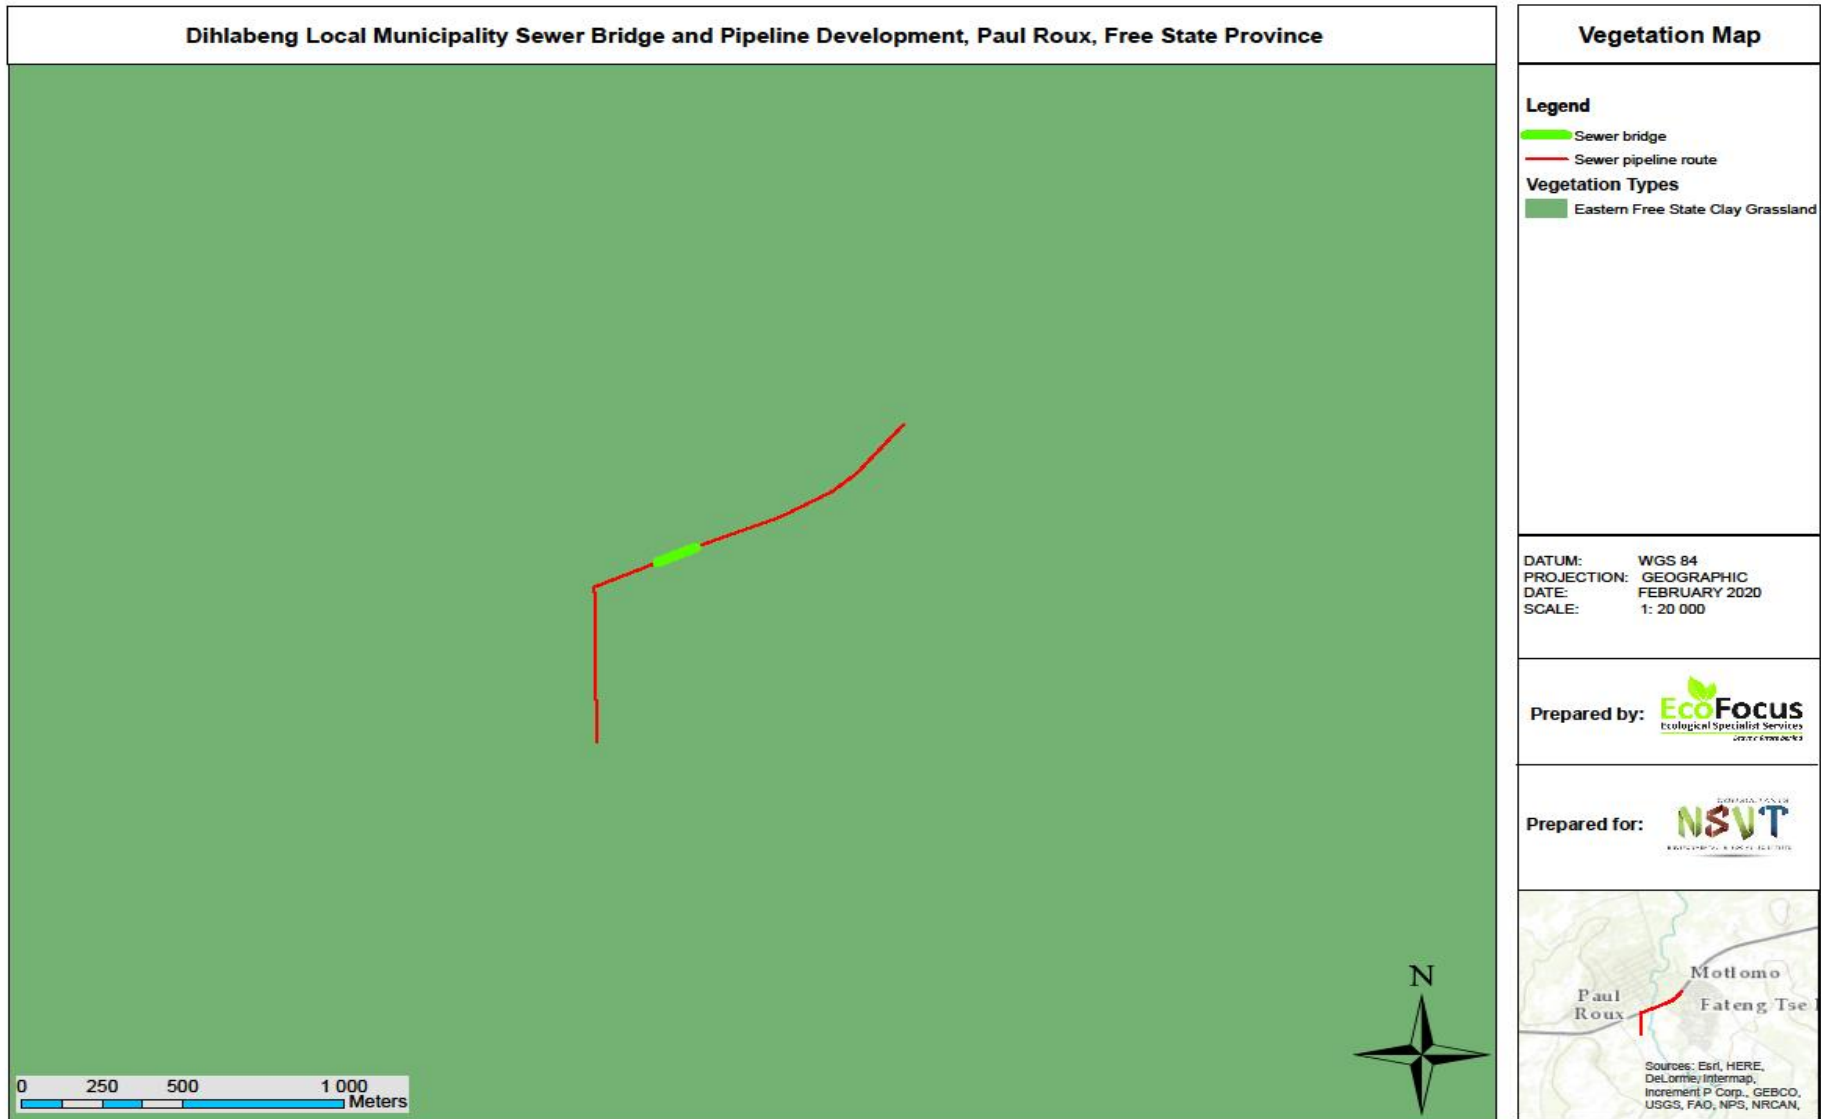 Dihlabeng Local Municipality Sewer Bridge and Pipeline Development, Paul Roux, Free State Province
Vegetation Map
Legend
Sewer bridge
Sewer pipeline route
Vegetation Types
Eastern Free State Clay Grassland
DATUM: WGS 84
PROJECTION: GEOGRAPHIC
DATE: FEBRUARY 2020
SCALE: 1: 20 000
Prepared by:
EcoFocus
Ecological Specialist Services
Prepared for:
NSVT
Motlomo
Paul
Roux
Fateng Tse
Sources: Esri, HERE,
DeLorme, Intermap,
Increment P Corp., GEBCO,
USGS, FAO, NPS, NRCAN,
N
0 250 500 1 000
Meters